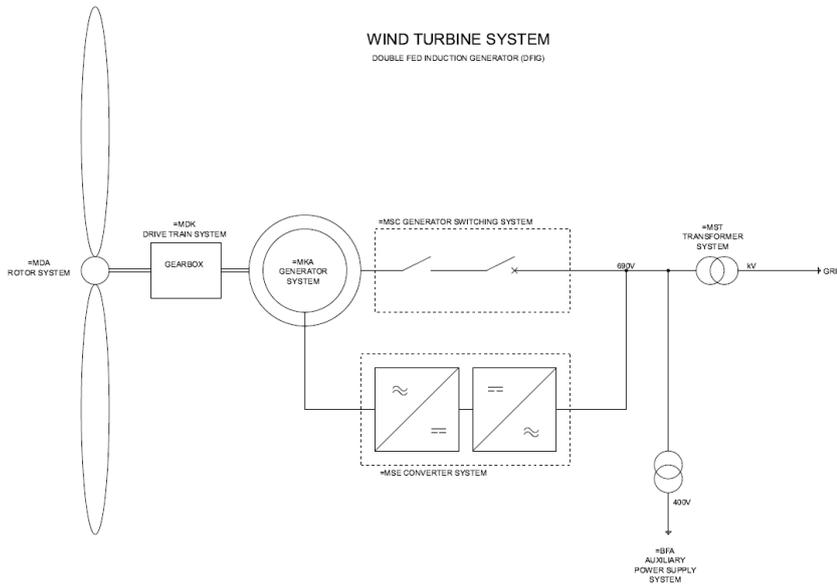 WIND TURBINE SYSTEM
DOUBLE FED INDUCTION GENERATOR (DFIG)
=MDK
DRIVE TRAIN SYSTEM
=MSC GENERATOR SWITCHING SYSTEM
=MST
TRANSFORMER
SYSTEM
=MDA
ROTOR SYSTEM
GEARBOX
=MKA
GENERATOR
SYSTEM
690V
kV
GRI
=MSE CONVERTER SYSTEM
400V
=BFA
AUXILIARY
POWER SUPPLY
SYSTEM